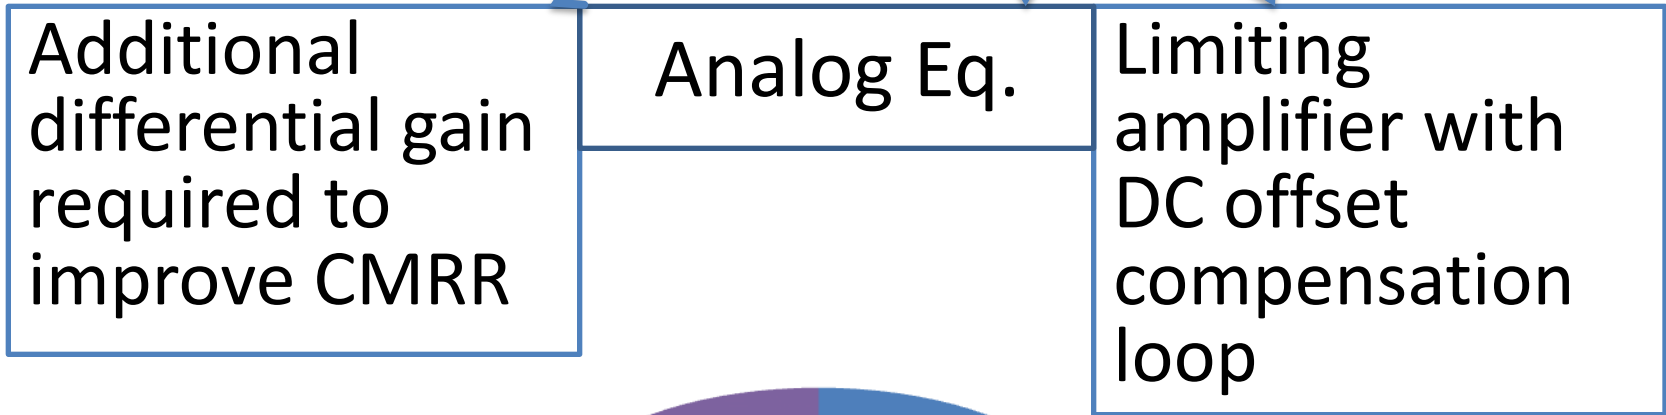 Additional
differential gain
required to
improve CMRR
Analog Eq.
Limiting
amplifier with
DC offset
compensation
loop